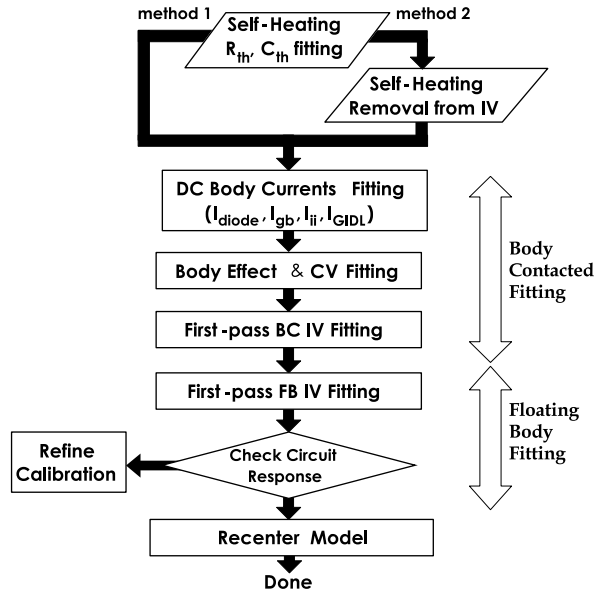 method 1
method 2
Self-Heating
Rth, Cth fitting
Self-Heating
Removal from IV
DC Body Currents Fitting
(Idiode, Igb, Iii, IGIDL)
Body Effect & CV Fitting
First-pass BC IV Fitting
First-pass FB IV Fitting
Check Circuit
Response
Refine
Calibration
Recenter Model
Done
Body
Contacted
Fitting
Floating
Body
Fitting